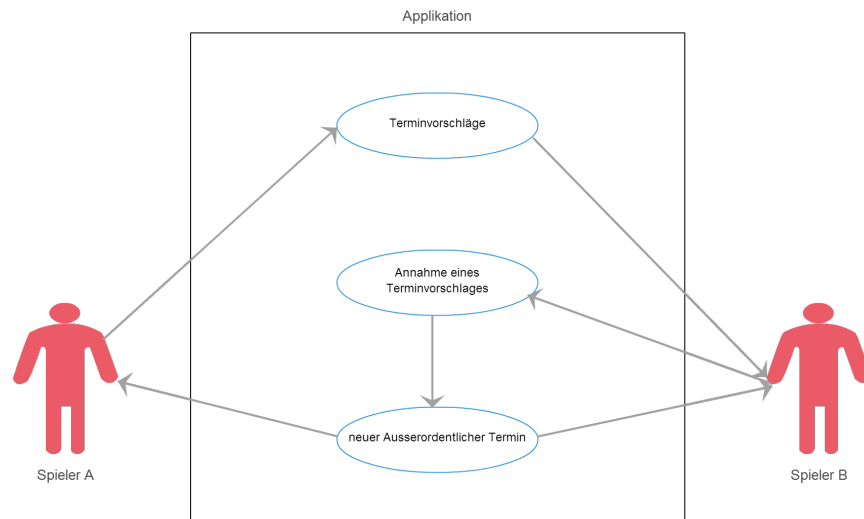 Applikation
Terminvorschläge
Annahme eines
Terminvorschlages
neuer Ausserordentlicher Termin
Spieler A
Spieler B